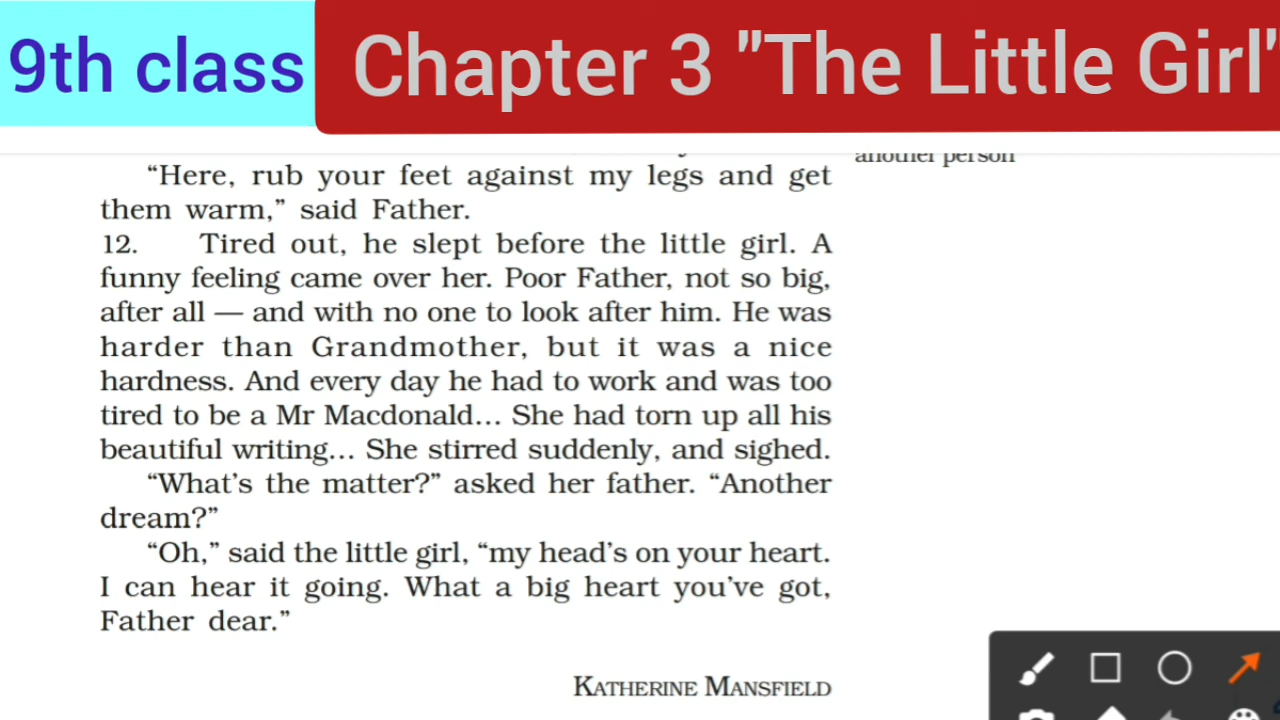 9th class
Chapter 3 "The Little Girl"
another person
“Here, rub your feet against my legs and get
them warm,” said Father.
12. Tired out, he slept before the little girl. A
funny feeling came over her. Poor Father, not so big,
after all — and with no one to look after him. He was
harder than Grandmother, but it was a nice
hardness. And every day he had to work and was too
tired to be a Mr Macdonald... She had torn up all his
beautiful writing... She stirred suddenly, and sighed.
“What’s the matter?” asked her father. “Another
dream?”
“Oh,” said the little girl, “my head’s on your heart.
I can hear it going. What a big heart you’ve got,
Father dear.”
KATHERINE MANSFIELD